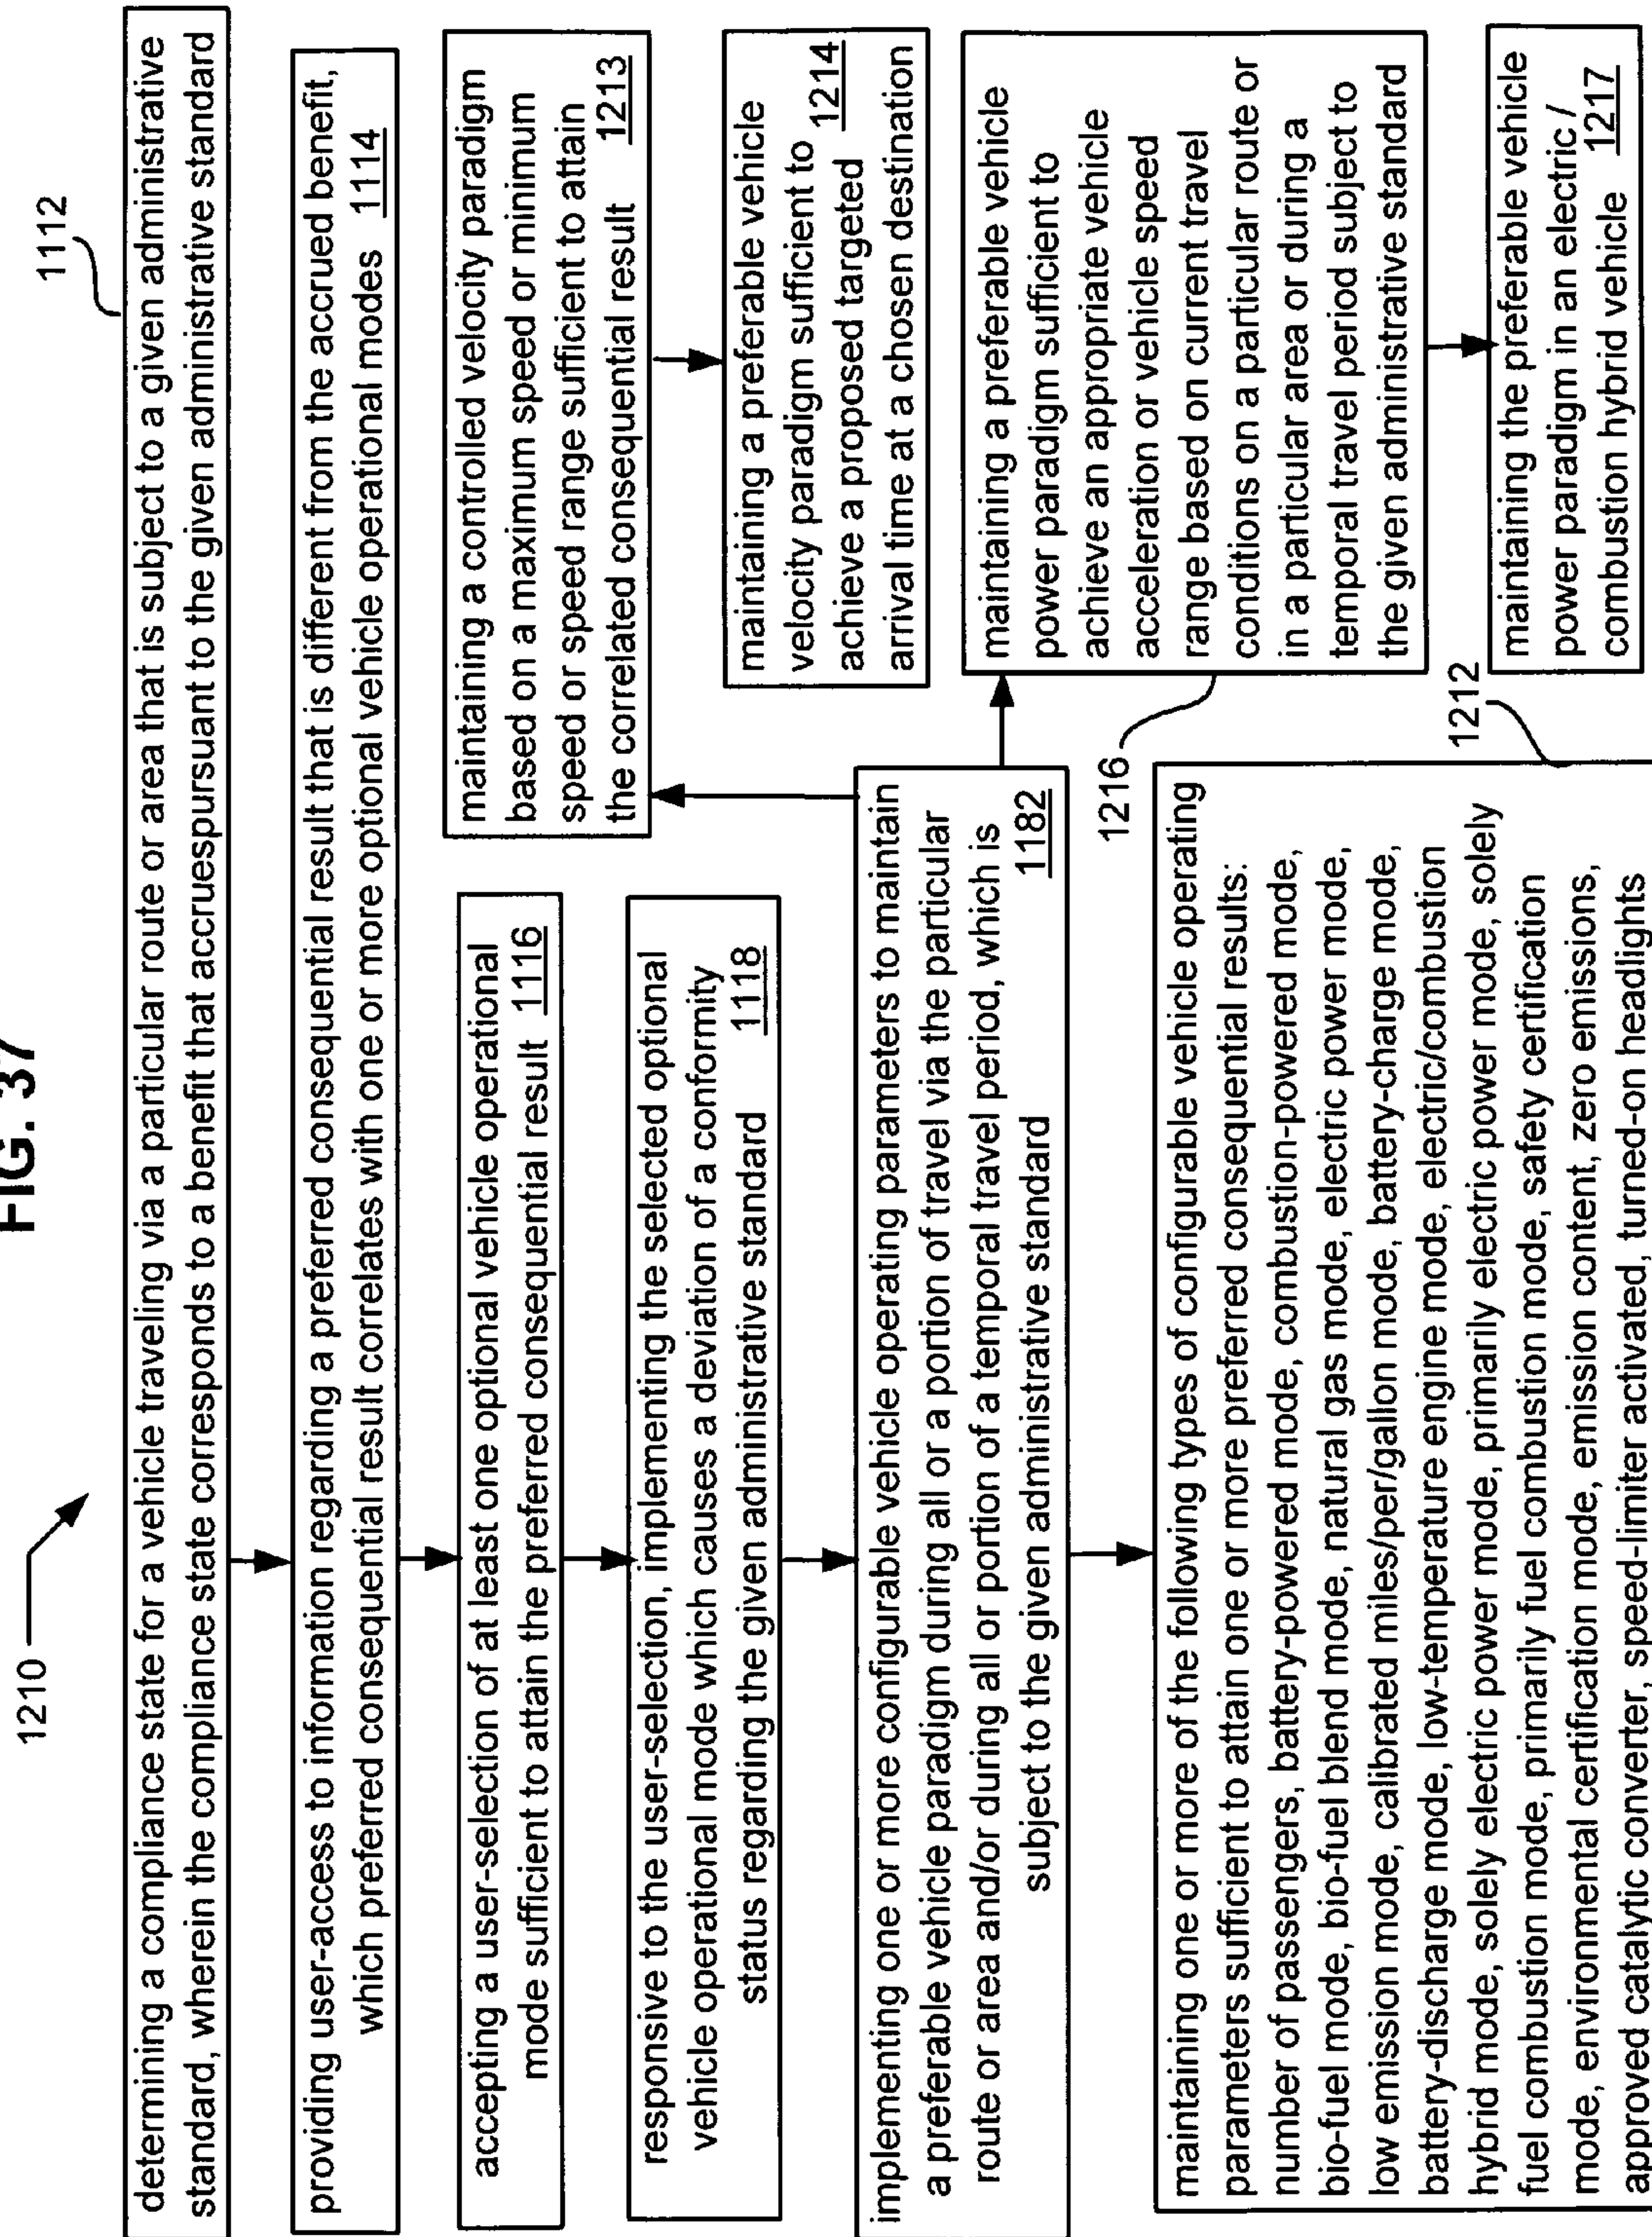 FIG. 37
1210
1112
determining a compliance state for a vehicle traveling via a particular route or area that is subject to a given administrative
standard, wherein the compliance state corresponds to a benefit that accruespursuant to the given administrative standard
providing user-access to information regarding a preferred consequential result that is different from the accrued benefit,
which preferred consequential result correlates with one or more optional vehicle operational modes 1114
accepting a user-selection of at least one optional vehicle operational
mode sufficient to attain the preferred consequential result 1116
responsive to the user-selection, implementing the selected optional
vehicle operational mode which causes a deviation of a conformity
status regarding the given administrative standard 1118
implementing one or more configurable vehicle operating parameters to maintain
a preferable vehicle paradigm during all or a portion of travel via the particular
route or area and/or during all or portion of a temporal travel period, which is
subject to the given administrative standard 1182
maintaining a controlled velocity paradigm
based on a maximum speed or minimum
speed or speed range sufficient to attain
the correlated consequential result 1213
maintaining a preferable vehicle
velocity paradigm sufficient to
achieve a proposed targeted 1214
arrival time at a chosen destination
maintaining a preferable vehicle
power paradigm sufficient to
achieve an appropriate vehicle
acceleration or vehicle speed
range based on current travel
conditions on a particular route or
in a particular area or during a
temporal travel period subject to
the given administrative standard
1216
maintaining the preferable vehicle
power paradigm in an electric /
combustion hybrid vehicle 1217
1212
maintaining one or more of the following types of configurable vehicle operating
parameters sufficient to attain one or more preferred consequential results:
number of passengers, battery-powered mode, combustion-powered mode,
bio-fuel mode, bio-fuel blend mode, natural gas mode, electric power mode,
low emission mode, calibrated miles/per/gallon mode, battery-charge mode,
battery-discharge mode, low-temperature engine mode, electric/combustion
hybrid mode, solely electric power mode, primarily electric power mode, solely
fuel combustion mode, primarily fuel combustion mode, safety certification
mode, environmental certification mode, emission content, zero emissions,
approved catalytic converter, speed-limiter activated, turned-on headlights